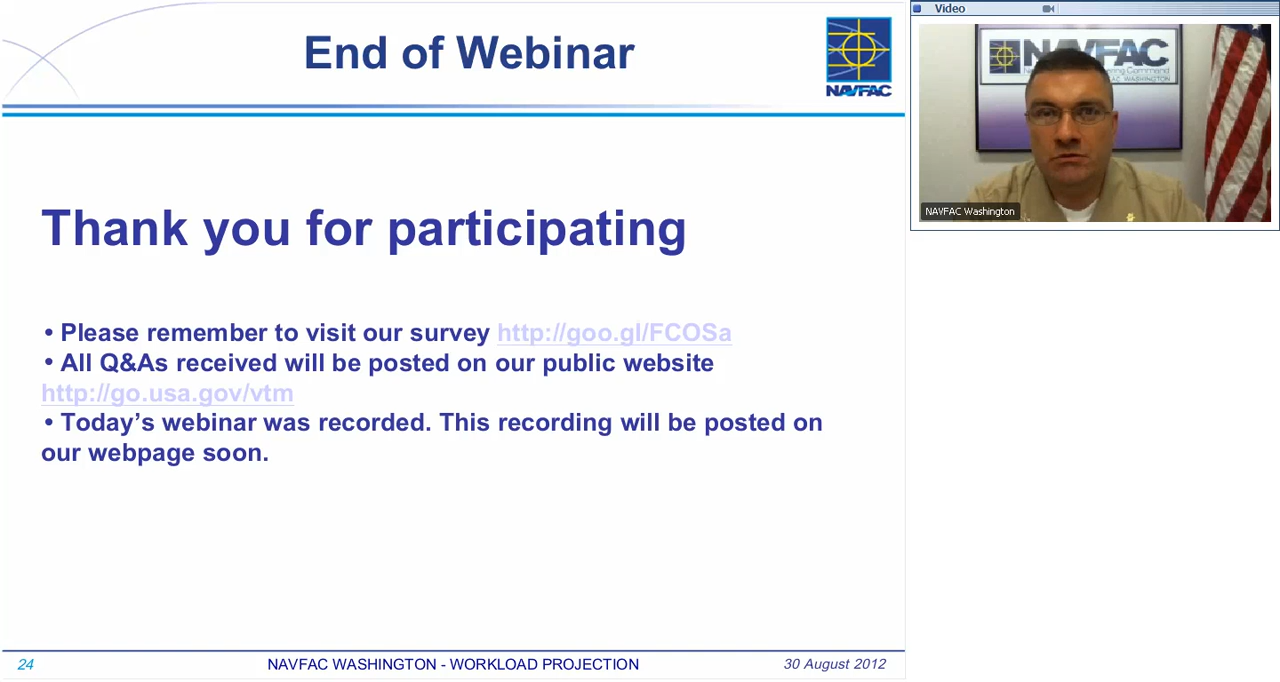 End of Webinar
NAVFAC
Thank you for participating
• Please remember to visit our survey http://goo.gl/FCOSa
• All Q&As received will be posted on our public website
http://go.usa.gov/vtm
• Today’s webinar was recorded. This recording will be posted on
our webpage soon.
24
NAVFAC WASHINGTON - WORKLOAD PROJECTION
30 August 2012
Video
NAVFAC
WASHINGTON
NAVFAC Washington